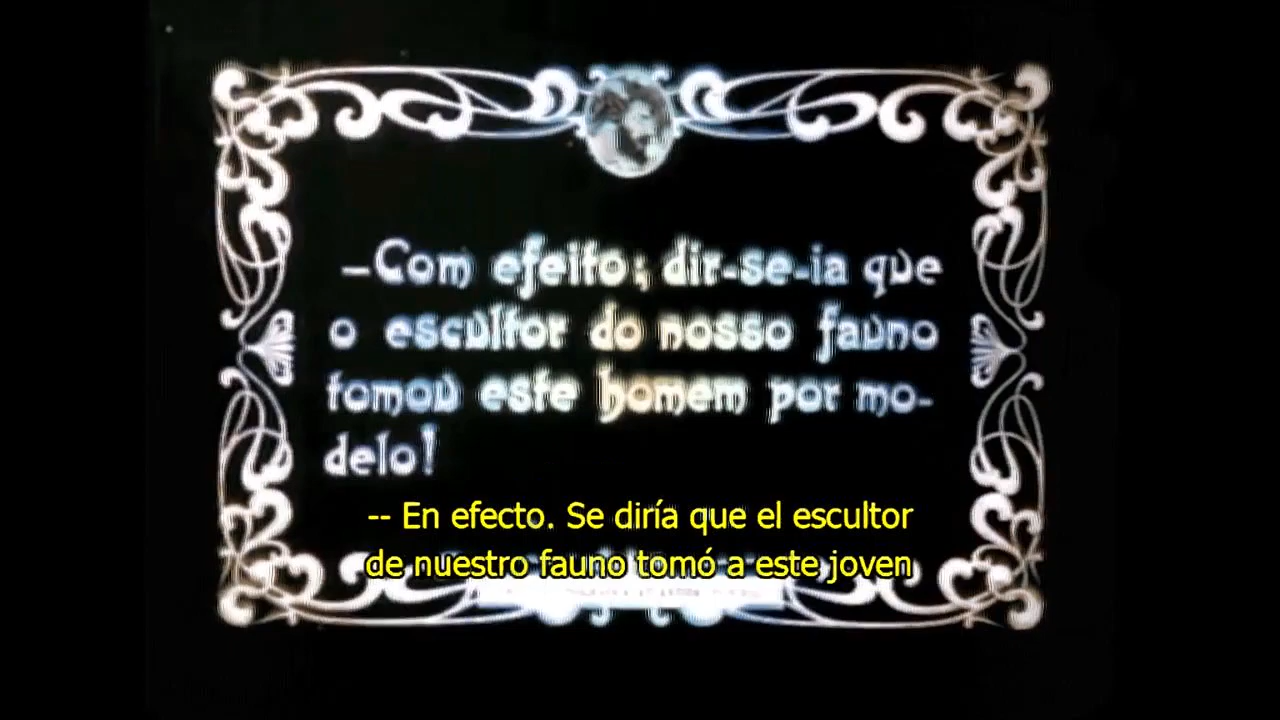 —Com efeito; dir-se-ia que
o escultor do nosso fauno
tomou este homem por mo-
delo!
-- En efecto. Se diría que el escultor
de nuestro fauno tomó a este joven